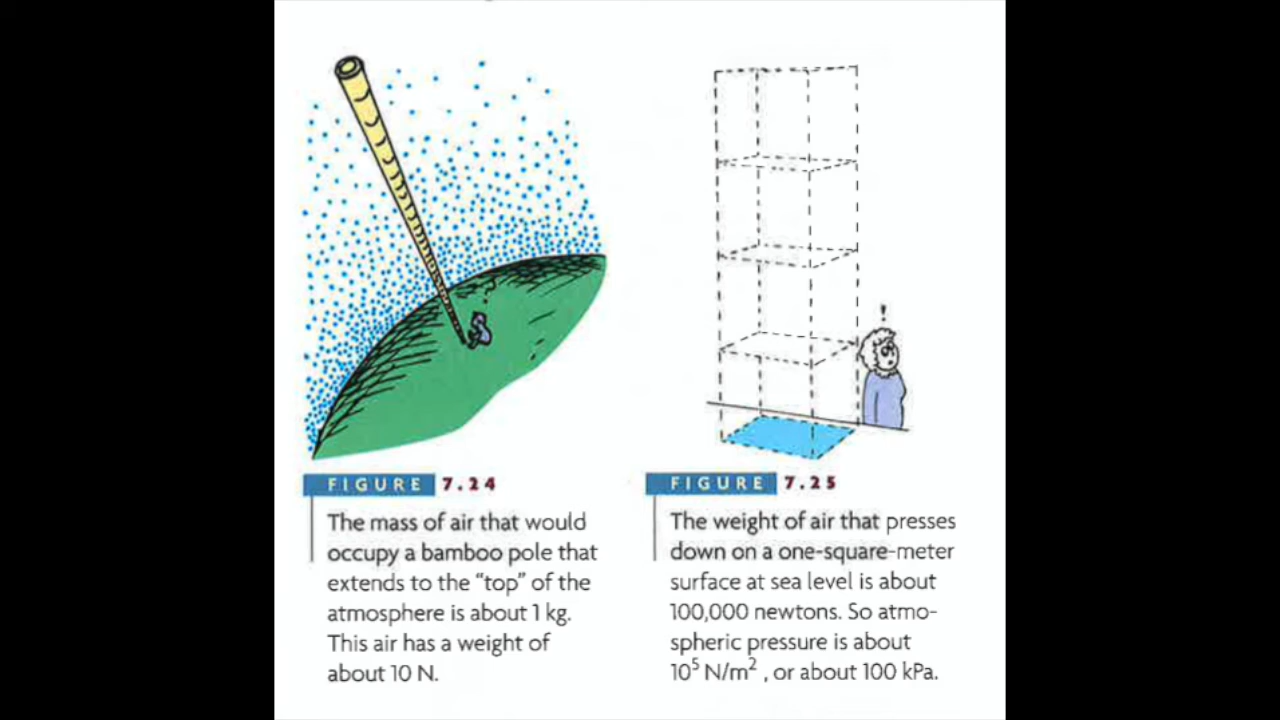 FIGURE 7.24
The mass of air that would
occupy a bamboo pole that
extends to the “top” of the
atmosphere is about 1 kg.
This air has a weight of
about 10 N.
!
FIGURE 7.25
The weight of air that presses
down on a one-square-meter
surface at sea level is about
100,000 newtons. So atmo-
spheric pressure is about
10⁵ N/m² , or about 100 kPa.